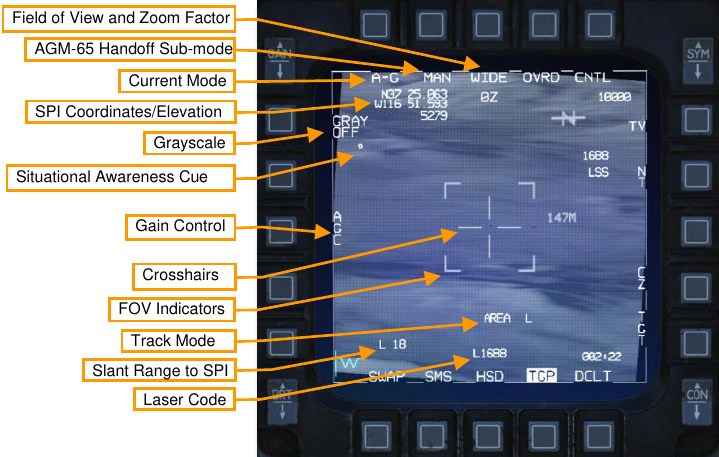 Field of View and Zoom Factor
AGM-65 Handoff Sub-mode
Current Mode
SPI Coordinates/Elevation
Grayscale
Situational Awareness Cue
Gain Control
Crosshairs
FOV Indicators
Track Mode
Slant Range to SPI
Laser Code
SYM
A-G MAN WIDE OVRD CNTL
N37 25.063 0Z 10000
W116 51.593
5279
GRAY
OFF
N
TV
1688
LSS
N
T
A
G
C
147M
C
Z
AREA L
T
G
T
L 18
L1688
002:22
W
SWAP SMS HSD TGP DCLT
BRT
CON